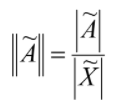 ‖Ã‖ = |Ã| / |X̃|